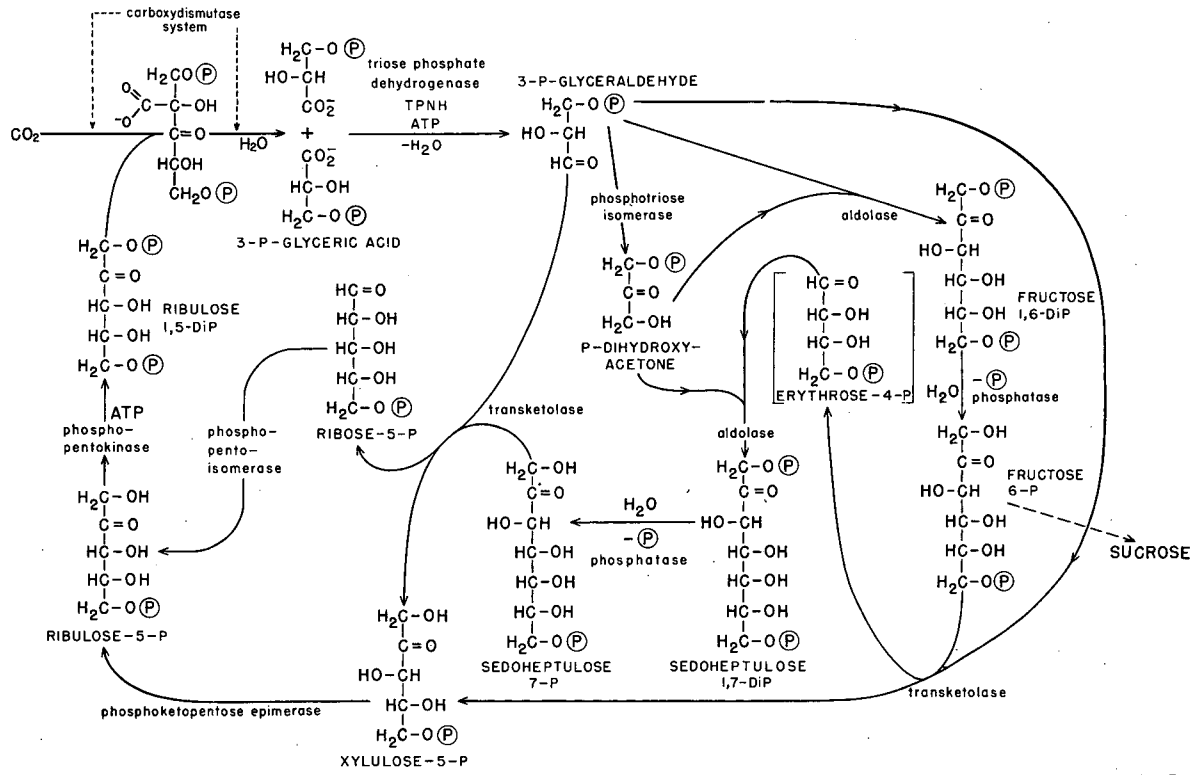 carboxydismutase
system
CO₂
H₂CO Ⓟ
O
C
⁻O
C–OH
C=O
HCOH
CH₂O Ⓟ
H₂O
H₂C–O Ⓟ
HO–CH
CO₂⁻
+
CO₂⁻
HC–OH
H₂C–O Ⓟ
3-P-GLYCERIC ACID
triose phosphate
dehydrogenase
TPNH
ATP
–H₂O
3-P-GLYCERALDEHYDE
H₂C–O Ⓟ
HO–CH
HC=O
phosphotriose
isomerase
aldolase
H₂C–O Ⓟ
C=O
H₂C–OH
P-DIHYDROXY-
ACETONE
HC=O
HC–OH
HC–OH
H₂C–O Ⓟ
ERYTHROSE-4-P
H₂C–O Ⓟ
C=O
HO–CH
HC–OH
HC–OH
H₂C–O Ⓟ
FRUCTOSE
1,6-DiP
H₂O
–Ⓟ
phosphatase
H₂C–OH
C=O
HO–CH
HC–OH
HC–OH
H₂C–O Ⓟ
FRUCTOSE
6-P
SUCROSE
H₂C–O Ⓟ
C=O
HC–OH
HC–OH
H₂C–O Ⓟ
RIBULOSE
1,5-DiP
ATP
phospho-
pentokinase
HC=O
HC–OH
HC–OH
HC–OH
H₂C–O Ⓟ
RIBOSE-5-P
phospho-
pento-
isomerase
transketolase
aldolase
H₂C–OH
C=O
HC–OH
HC–OH
H₂C–O Ⓟ
RIBULOSE-5-P
H₂C–OH
C=O
HO–CH
HC–OH
HC–OH
HC–OH
H₂C–O Ⓟ
SEDOHEPTULOSE
7-P
H₂O
–Ⓟ
phosphatase
H₂C–O Ⓟ
C=O
HO–CH
HC–OH
HC–OH
HC–OH
H₂C–O Ⓟ
SEDOHEPTULOSE
1,7-DiP
transketolase
phosphoketopentose epimerase
H₂C–OH
C=O
HO–CH
HC–OH
H₂C–O Ⓟ
XYLULOSE-5-P